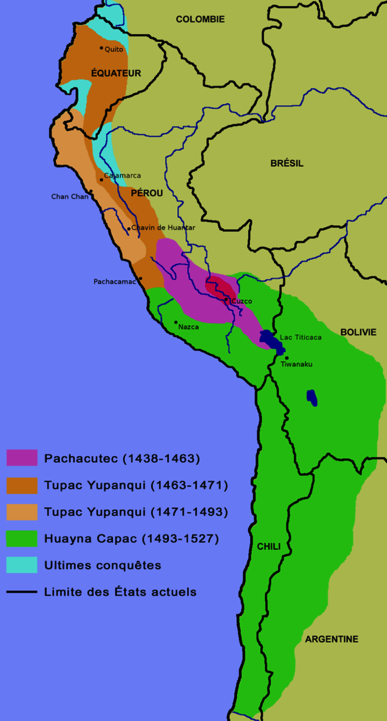 COLOMBIE
Quito
ÉQUATEUR
BRÉSIL
Cajamarca
PÉROU
Chan Chan
Chavin de Huantar
Pachacamac
Cuzco
Nazca
BOLIVIE
Lac Titicaca
Tiwanaku
Pachacutec (1438-1463)
Tupac Yupanqui (1463-1471)
Tupac Yupanqui (1471-1493)
Huayna Capac (1493-1527)
Ultimes conquêtes
Limite des États actuels
CHILI
ARGENTINE